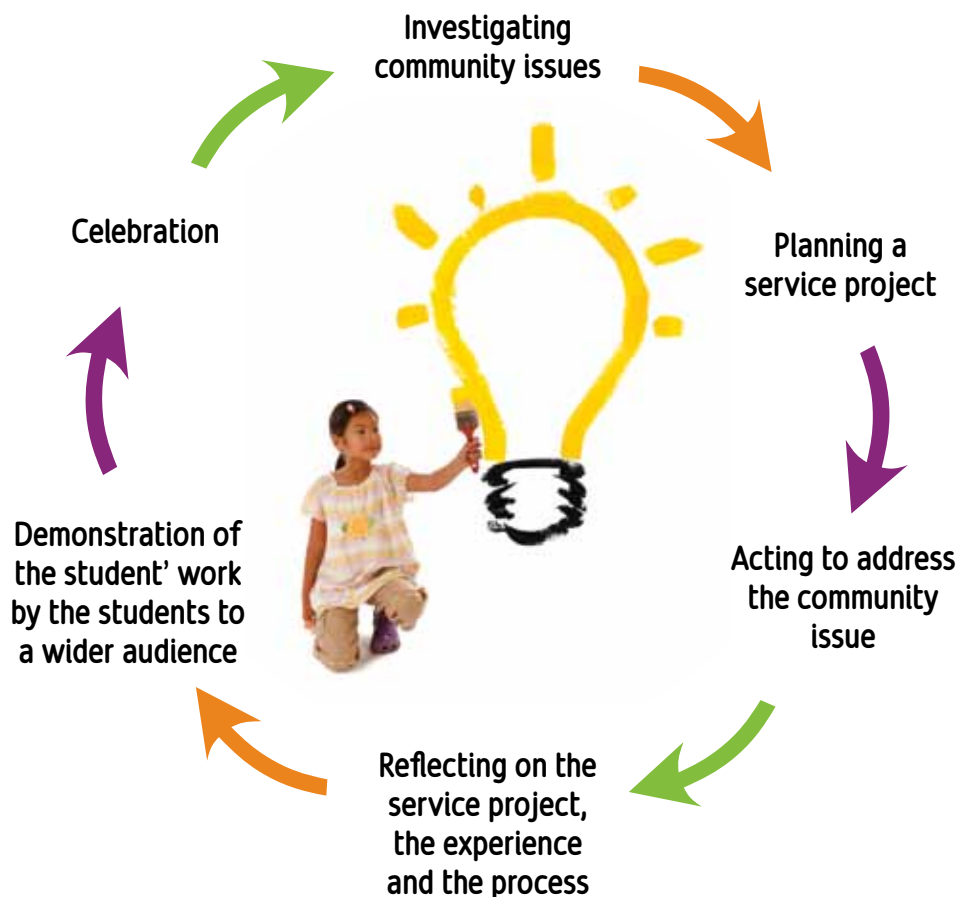 Investigating
community issues
Planning a
service project
Acting to address
the community
issue
Reflecting on the
service project,
the experience
and the process
Demonstration of
the student’ work
by the students to
a wider audience
Celebration